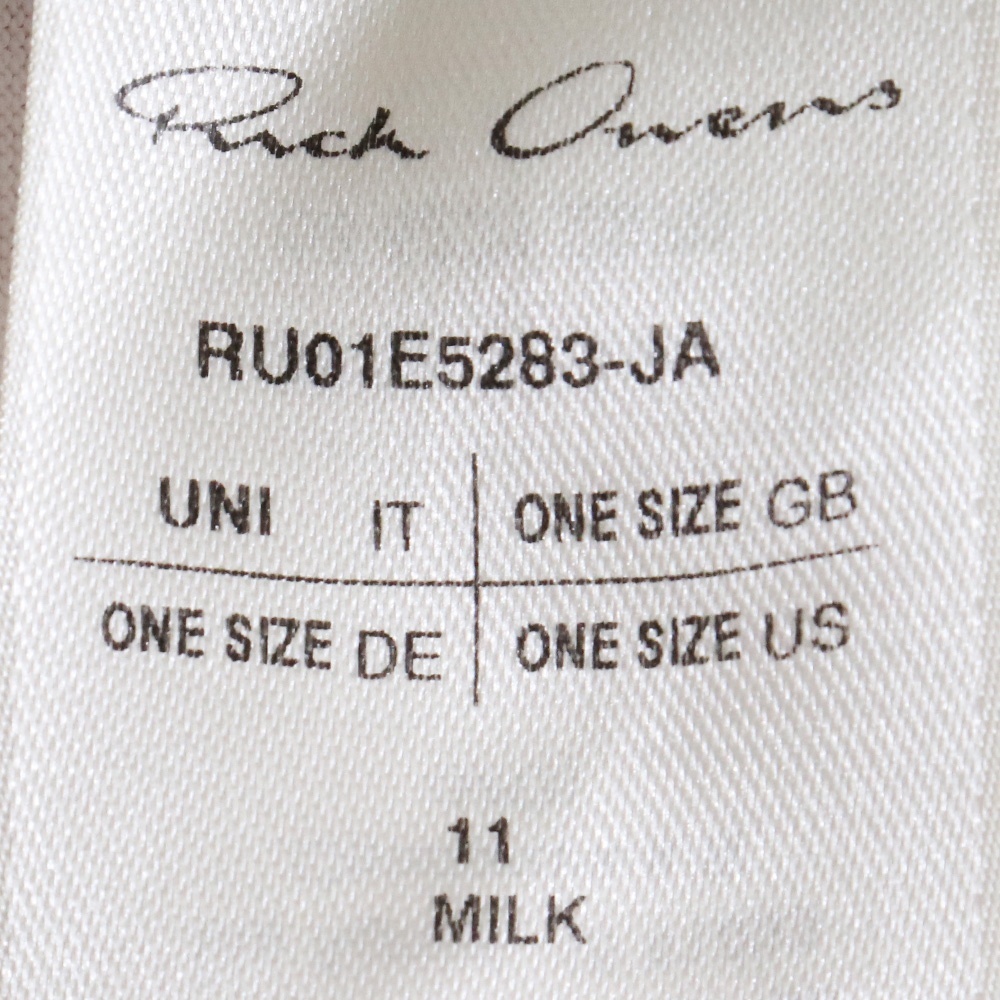 Rick Owens
RU01E5283-JA
UNI IT ONE SIZE GB
ONE SIZE DE ONE SIZE US
11
MILK